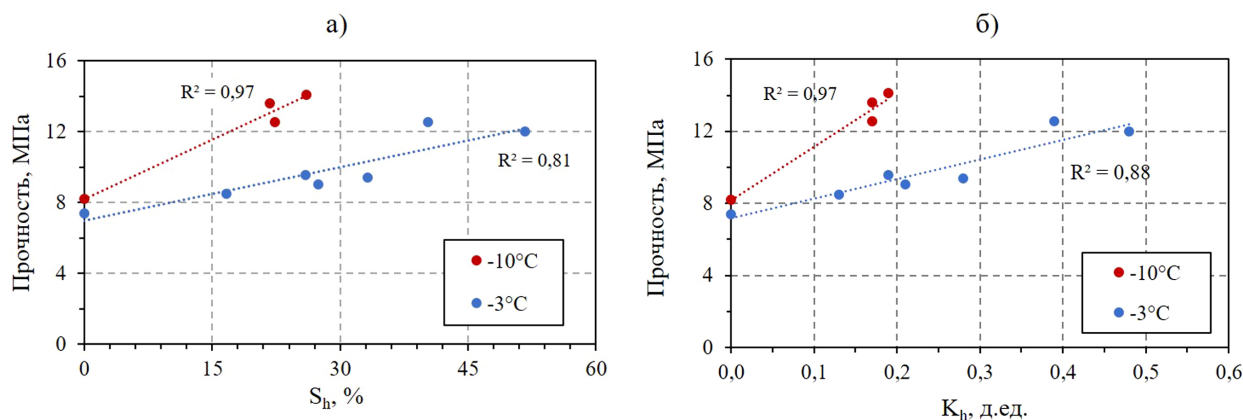 а)
Прочность, МПа
16
12
8
4
0
R² = 0,97
R² = 0,81
-10°C
-3°C
0
15
30
45
60
Sₕ, %
б)
Прочность, МПа
16
12
8
4
0
R² = 0,97
R² = 0,88
-10°C
-3°C
0,0
0,1
0,2
0,3
0,4
0,5
0,6
Kₕ, д.ед.